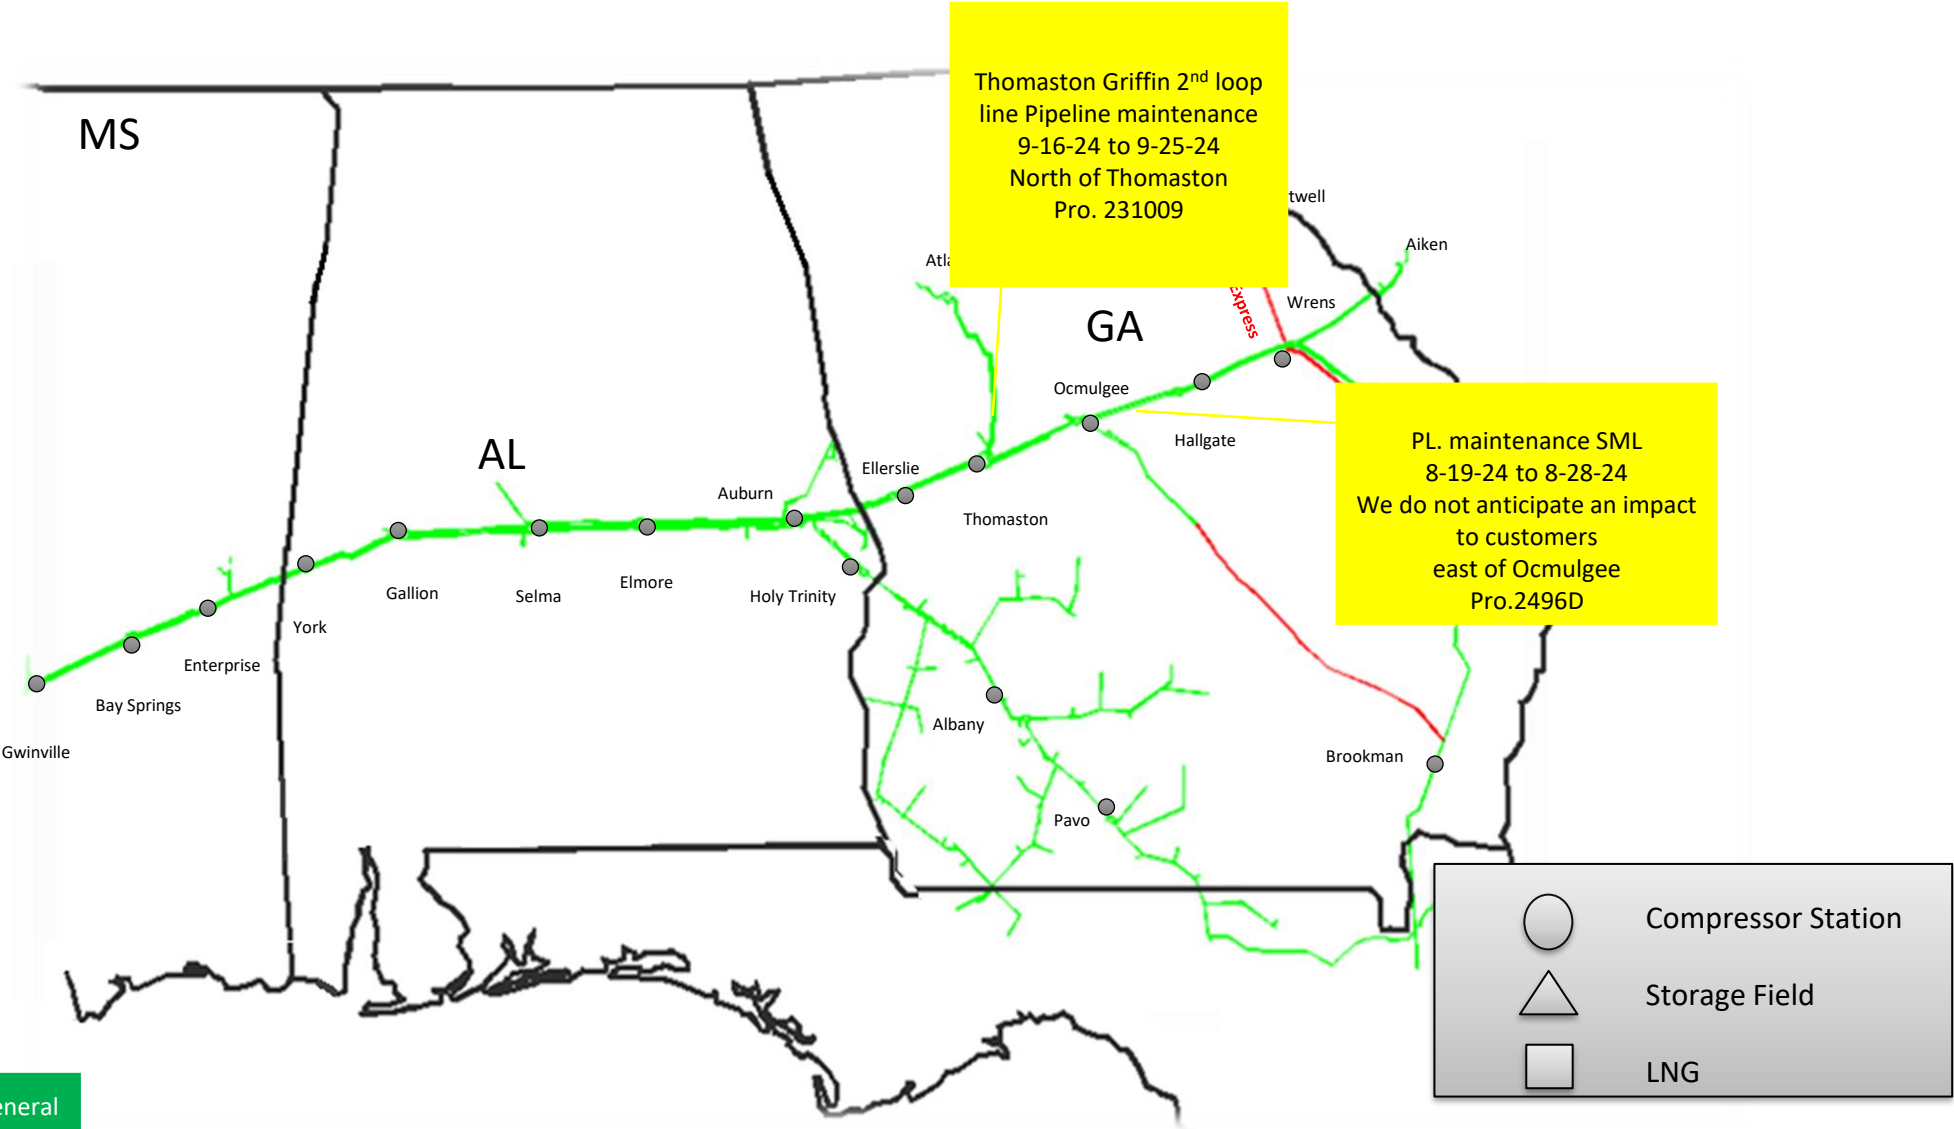 Thomaston Griffin 2nd loop
line Pipeline maintenance
9-16-24 to 9-25-24
North of Thomaston
Pro. 231009
MS
twell
Aiken
Atla
Express
Wrens
GA
Ocmulgee
Hallgate
PL. maintenance SML
8-19-24 to 8-28-24
We do not anticipate an impact
to customers
east of Ocmulgee
Pro.2496D
AL
Ellerslie
Auburn
Thomaston
Gallion
Selma
Elmore
Holy Trinity
York
Enterprise
Bay Springs
Gwinville
Albany
Brookman
Pavo
Compressor Station
Storage Field
LNG
eneral